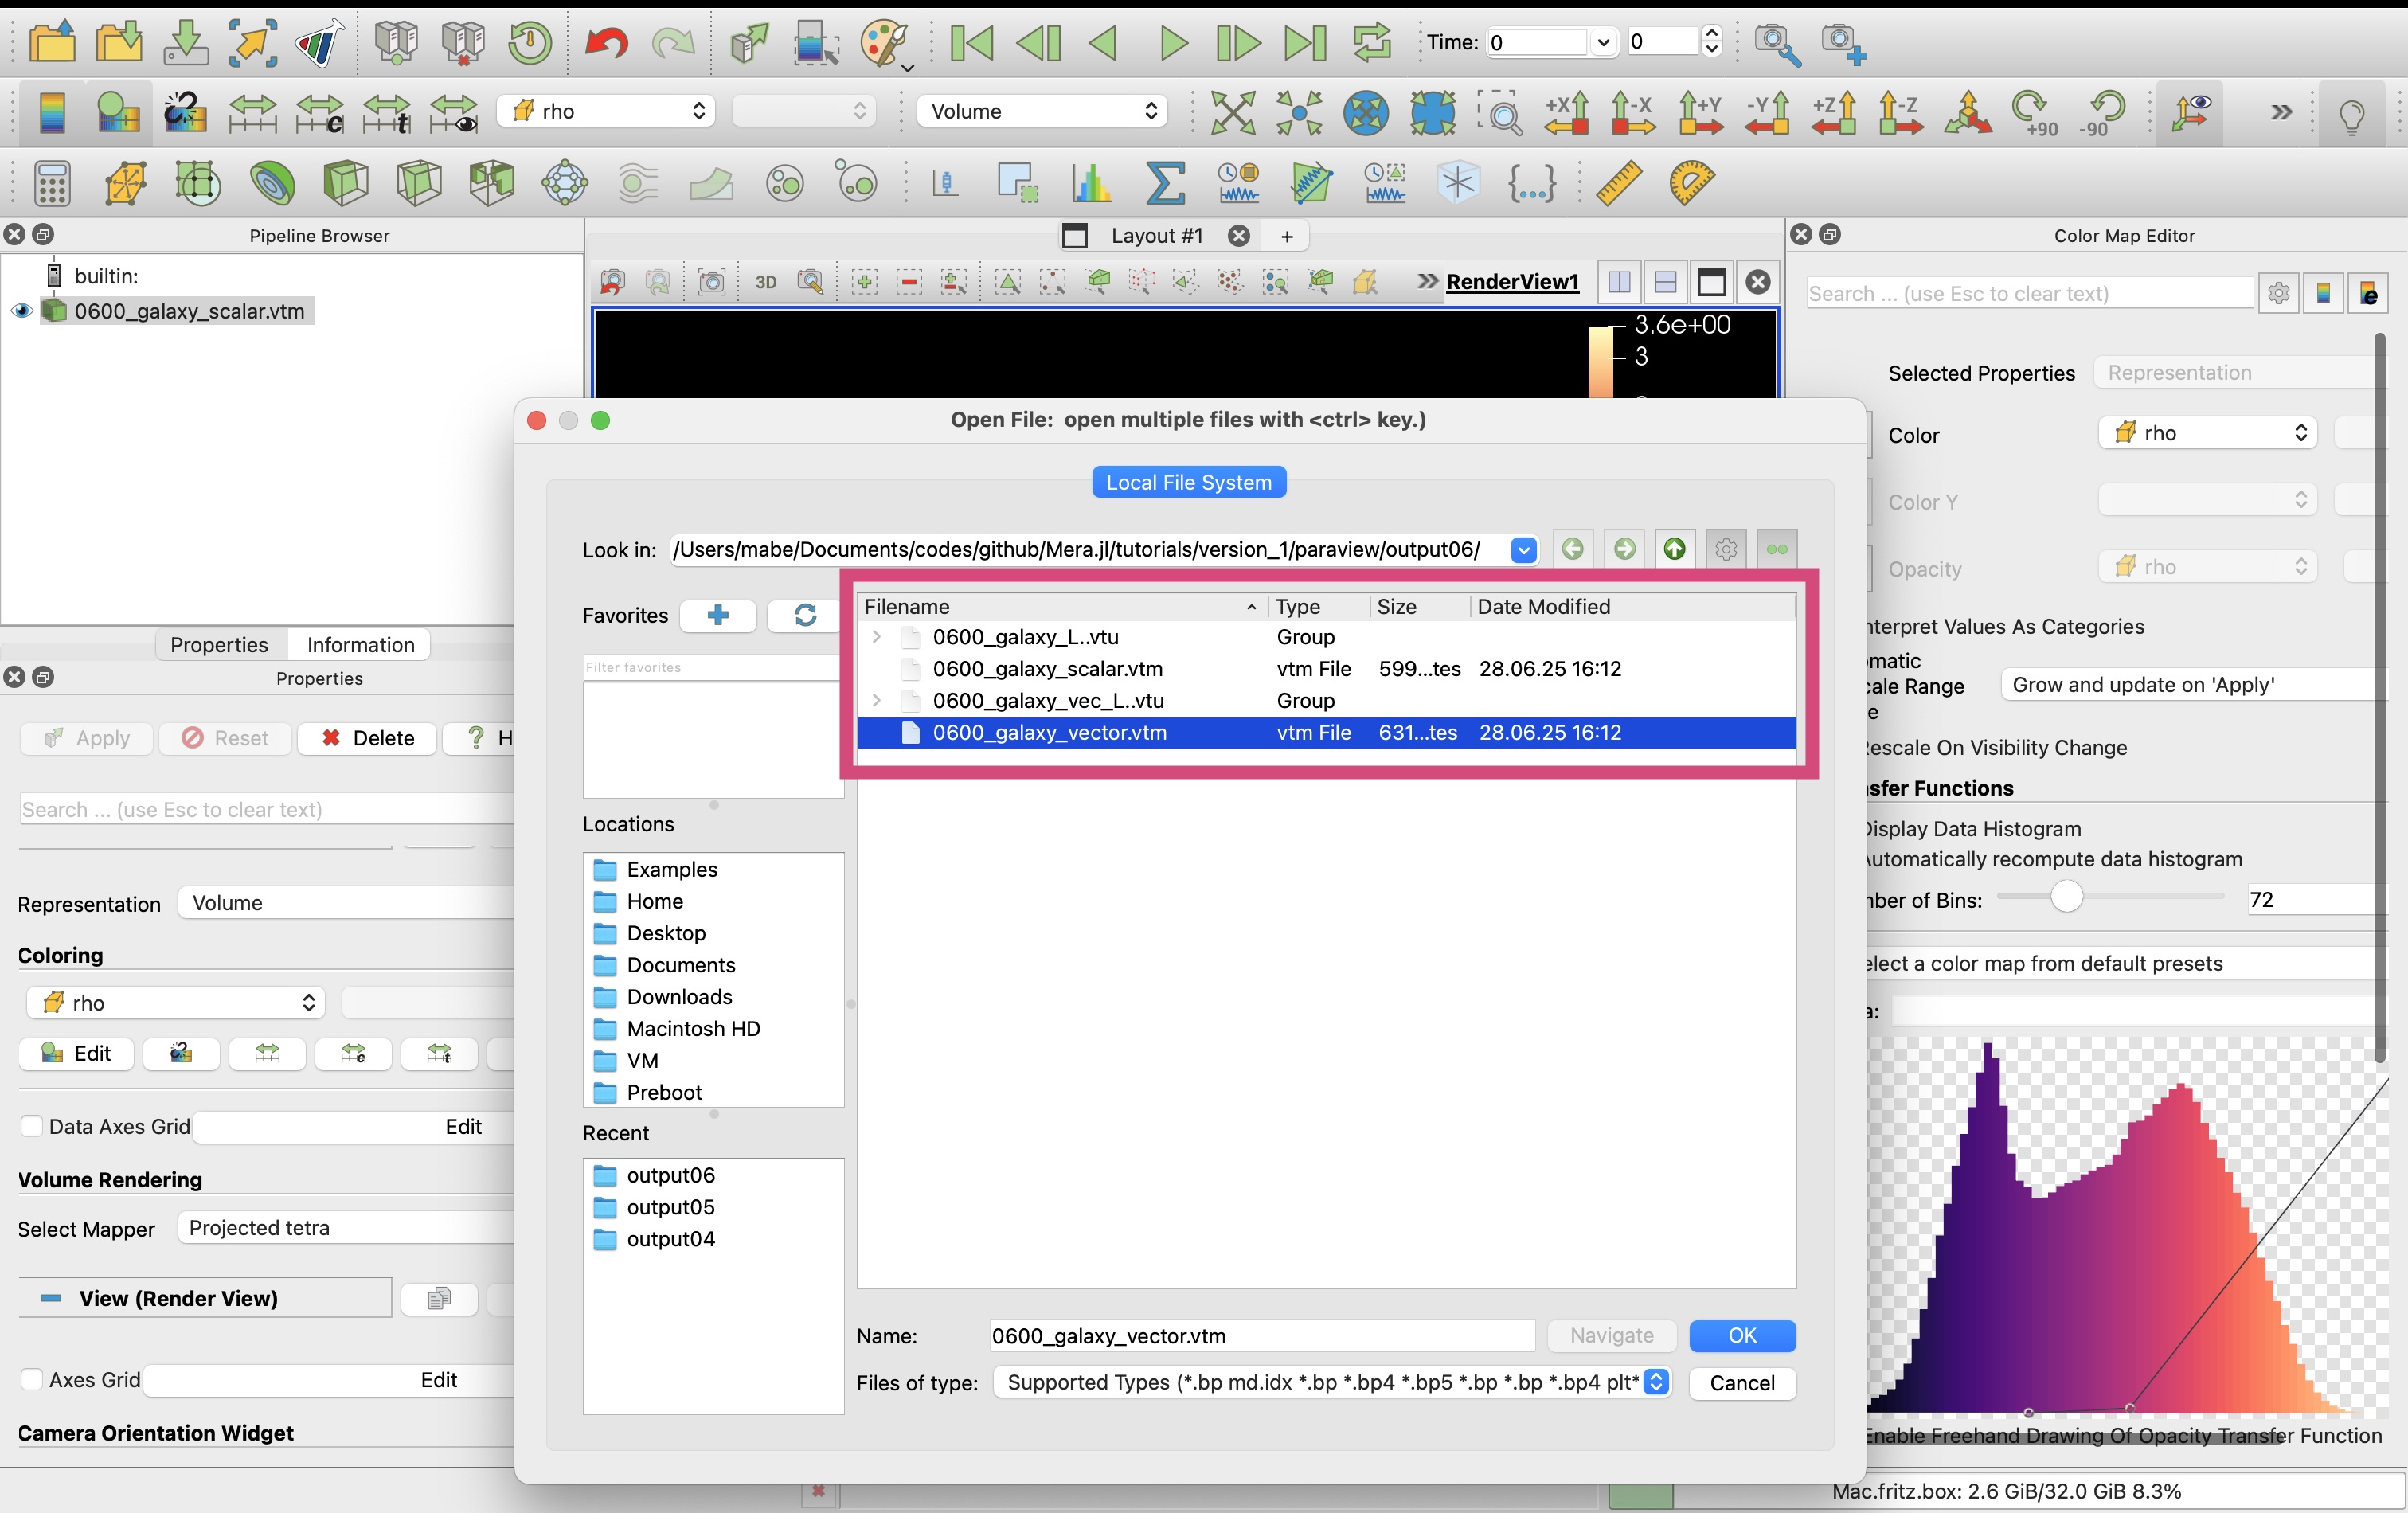 Time: 0 0
rho Volume +X -X +Y -Y +Z -Z +90 -90 »
c t
Pipeline Browser
builtin:
0600_galaxy_scalar.vtm
Layout #1 +
3D » RenderView1
3.6e+00
3
Color Map Editor
Search ... (use Esc to clear text)
Selected Properties Representation
Color rho
Color Y
Opacity rho
nterpret Values As Categories
omatic
cale Range Grow and update on 'Apply'
e
Rescale On Visibility Change
nsfer Functions
Display Data Histogram
Automatically recompute data histogram
nber of Bins: 72
elect a color map from default presets
a:
Enable Freehand Drawing Of Opacity Transfer Function
Properties Information
Properties
Apply Reset Delete ? H
Search ... (use Esc to clear text)
Representation Volume
Coloring
rho
Edit c t
Data Axes Grid Edit
Volume Rendering
Select Mapper Projected tetra
View (Render View)
Axes Grid Edit
Camera Orientation Widget
Open File: open multiple files with <ctrl> key.)
Local File System
Look in: /Users/mabe/Documents/codes/github/Mera.jl/tutorials/version_1/paraview/output06/
Favorites
Filter favorites
Locations
Examples
Home
Desktop
Documents
Downloads
Macintosh HD
VM
Preboot
Recent
output06
output05
output04
Filename Type Size Date Modified
0600_galaxy_L..vtu Group
0600_galaxy_scalar.vtm vtm File 599...tes 28.06.25 16:12
0600_galaxy_vec_L..vtu Group
0600_galaxy_vector.vtm vtm File 631...tes 28.06.25 16:12
Name: 0600_galaxy_vector.vtm Navigate OK
Files of type: Supported Types (*.bp md.idx *.bp *.bp4 *.bp5 *.bp *.bp *.bp4 plt* Cancel
Mac.fritz.box: 2.6 GiB/32.0 GiB 8.3%